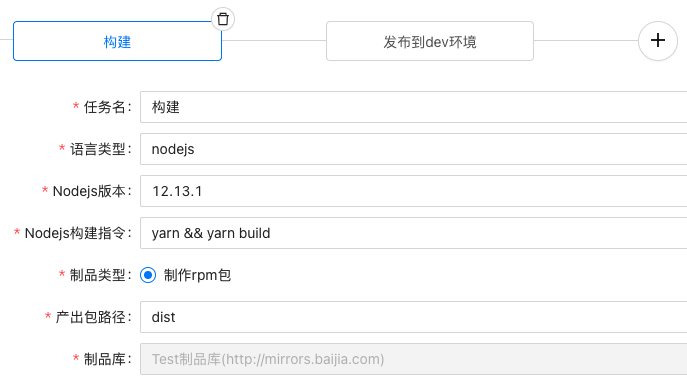 构建
发布到dev环境
* 任务名: 构建
* 语言类型: nodejs
* Nodejs版本: 12.13.1
* Nodejs构建指令: yarn && yarn build
* 制品类型: 制作rpm包
* 产出包路径: dist
* 制品库: Test制品库(http://mirrors.baijia.com)